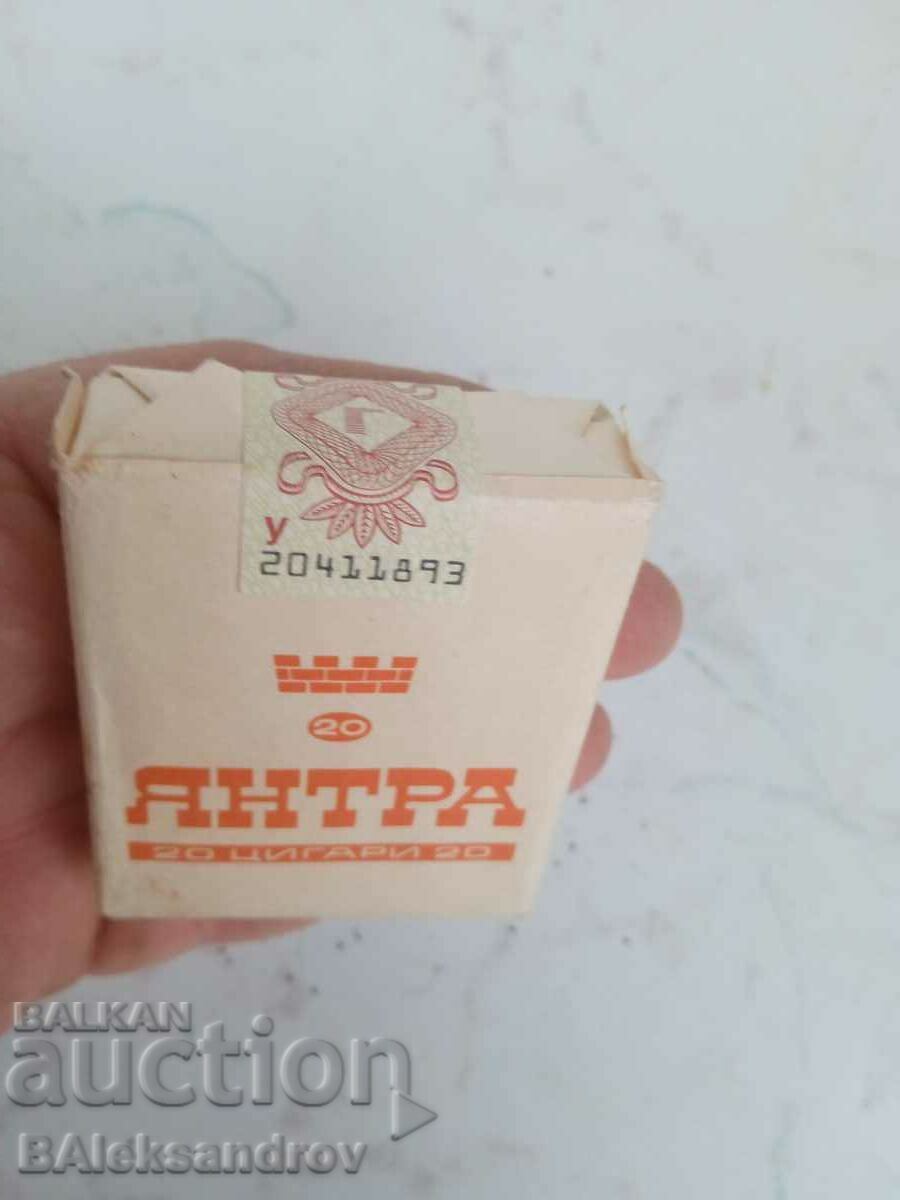 У
20411893
20
ЯНТРА
20 ЦИГАРИ 20
BALKAN
auction
BAleksandrov